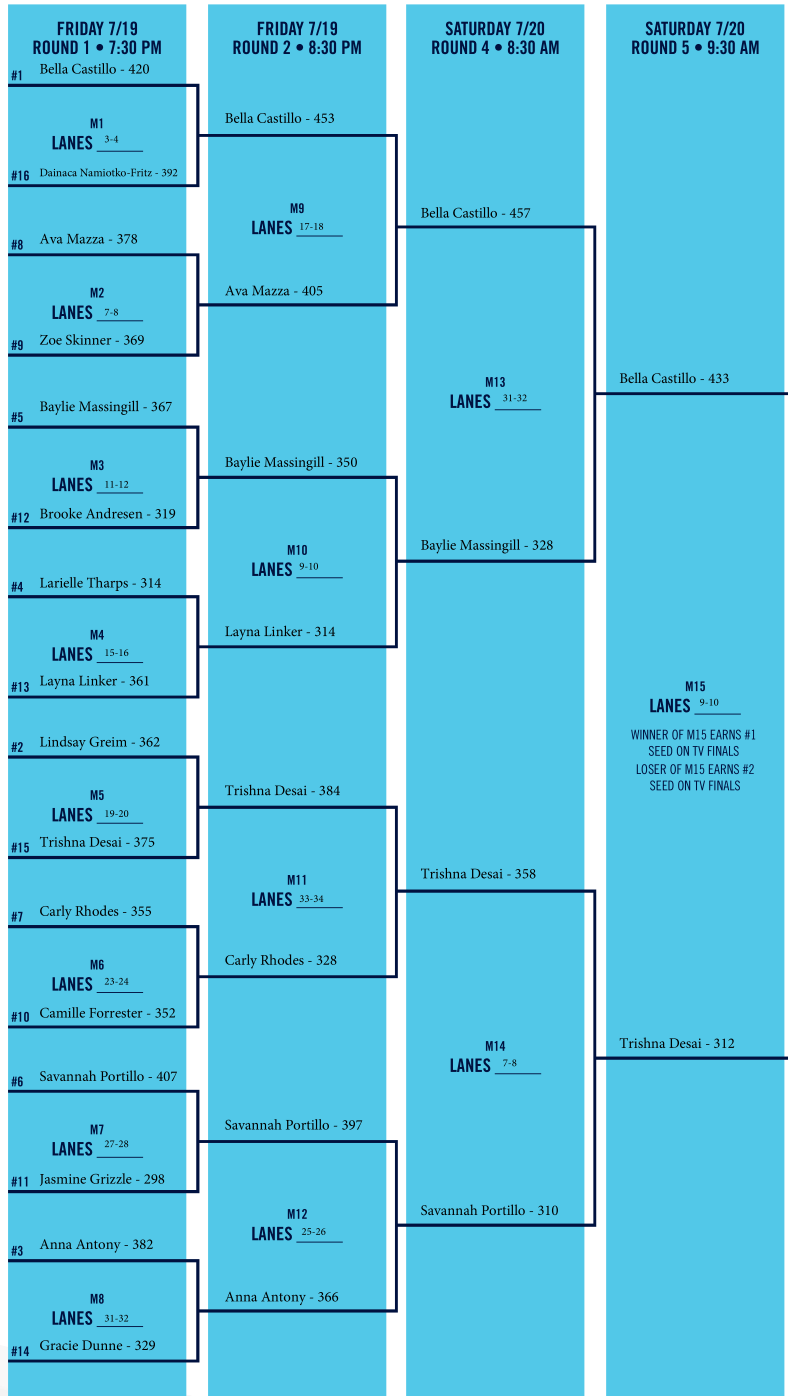 FRIDAY 7/19
ROUND 1 • 7:30 PM
#1 Bella Castillo - 420
M1
LANES 3-4
#16 Dainaca Namiotko-Fritz - 392
#8 Ava Mazza - 378
M2
LANES 7-8
#9 Zoe Skinner - 369
#5 Baylie Massingill - 367
M3
LANES 11-12
#12 Brooke Andresen - 319
#4 Larielle Tharps - 314
M4
LANES 15-16
#13 Layna Linker - 361
#2 Lindsay Greim - 362
M5
LANES 19-20
#15 Trishna Desai - 375
#7 Carly Rhodes - 355
M6
LANES 23-24
#10 Camille Forrester - 352
#6 Savannah Portillo - 407
M7
LANES 27-28
#11 Jasmine Grizzle - 298
#3 Anna Antony - 382
M8
LANES 31-32
#14 Gracie Dunne - 329
FRIDAY 7/19
ROUND 2 • 8:30 PM
Bella Castillo - 453
M9
LANES 17-18
Ava Mazza - 405
Baylie Massingill - 350
M10
LANES 9-10
Layna Linker - 314
Trishna Desai - 384
M11
LANES 33-34
Carly Rhodes - 328
Savannah Portillo - 397
M12
LANES 25-26
Anna Antony - 366
SATURDAY 7/20
ROUND 4 • 8:30 AM
Bella Castillo - 457
M13
LANES 31-32
Baylie Massingill - 328
Trishna Desai - 358
M14
LANES 7-8
Savannah Portillo - 310
SATURDAY 7/20
ROUND 5 • 9:30 AM
Bella Castillo - 433
M15
LANES 9-10
WINNER OF M15 EARNS #1
SEED ON TV FINALS
LOSER OF M15 EARNS #2
SEED ON TV FINALS
Trishna Desai - 312